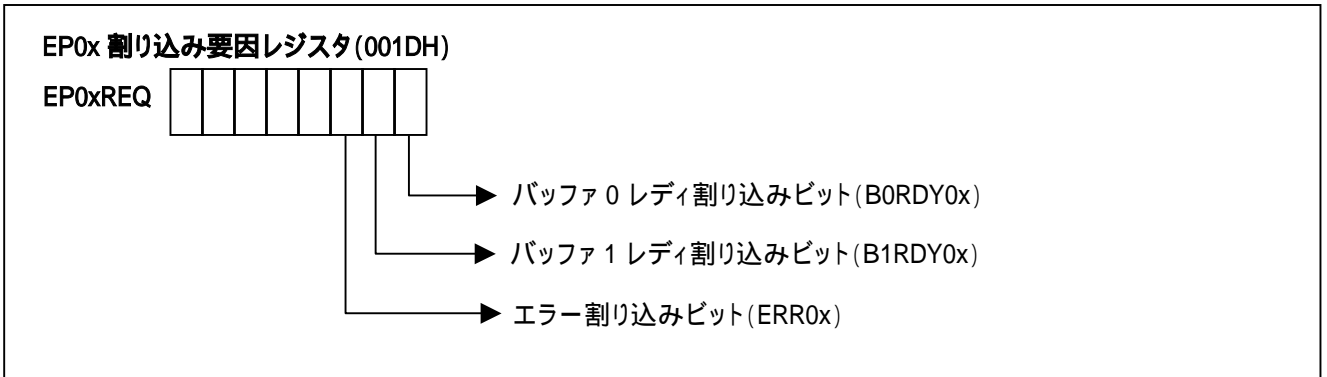 EP0x 割り込み要因レジスタ(001DH)
EP0xREQ
バッファ 0 レディ割り込みビット(B0RDY0x)
バッファ 1 レディ割り込みビット(B1RDY0x)
エラー割り込みビット(ERR0x)